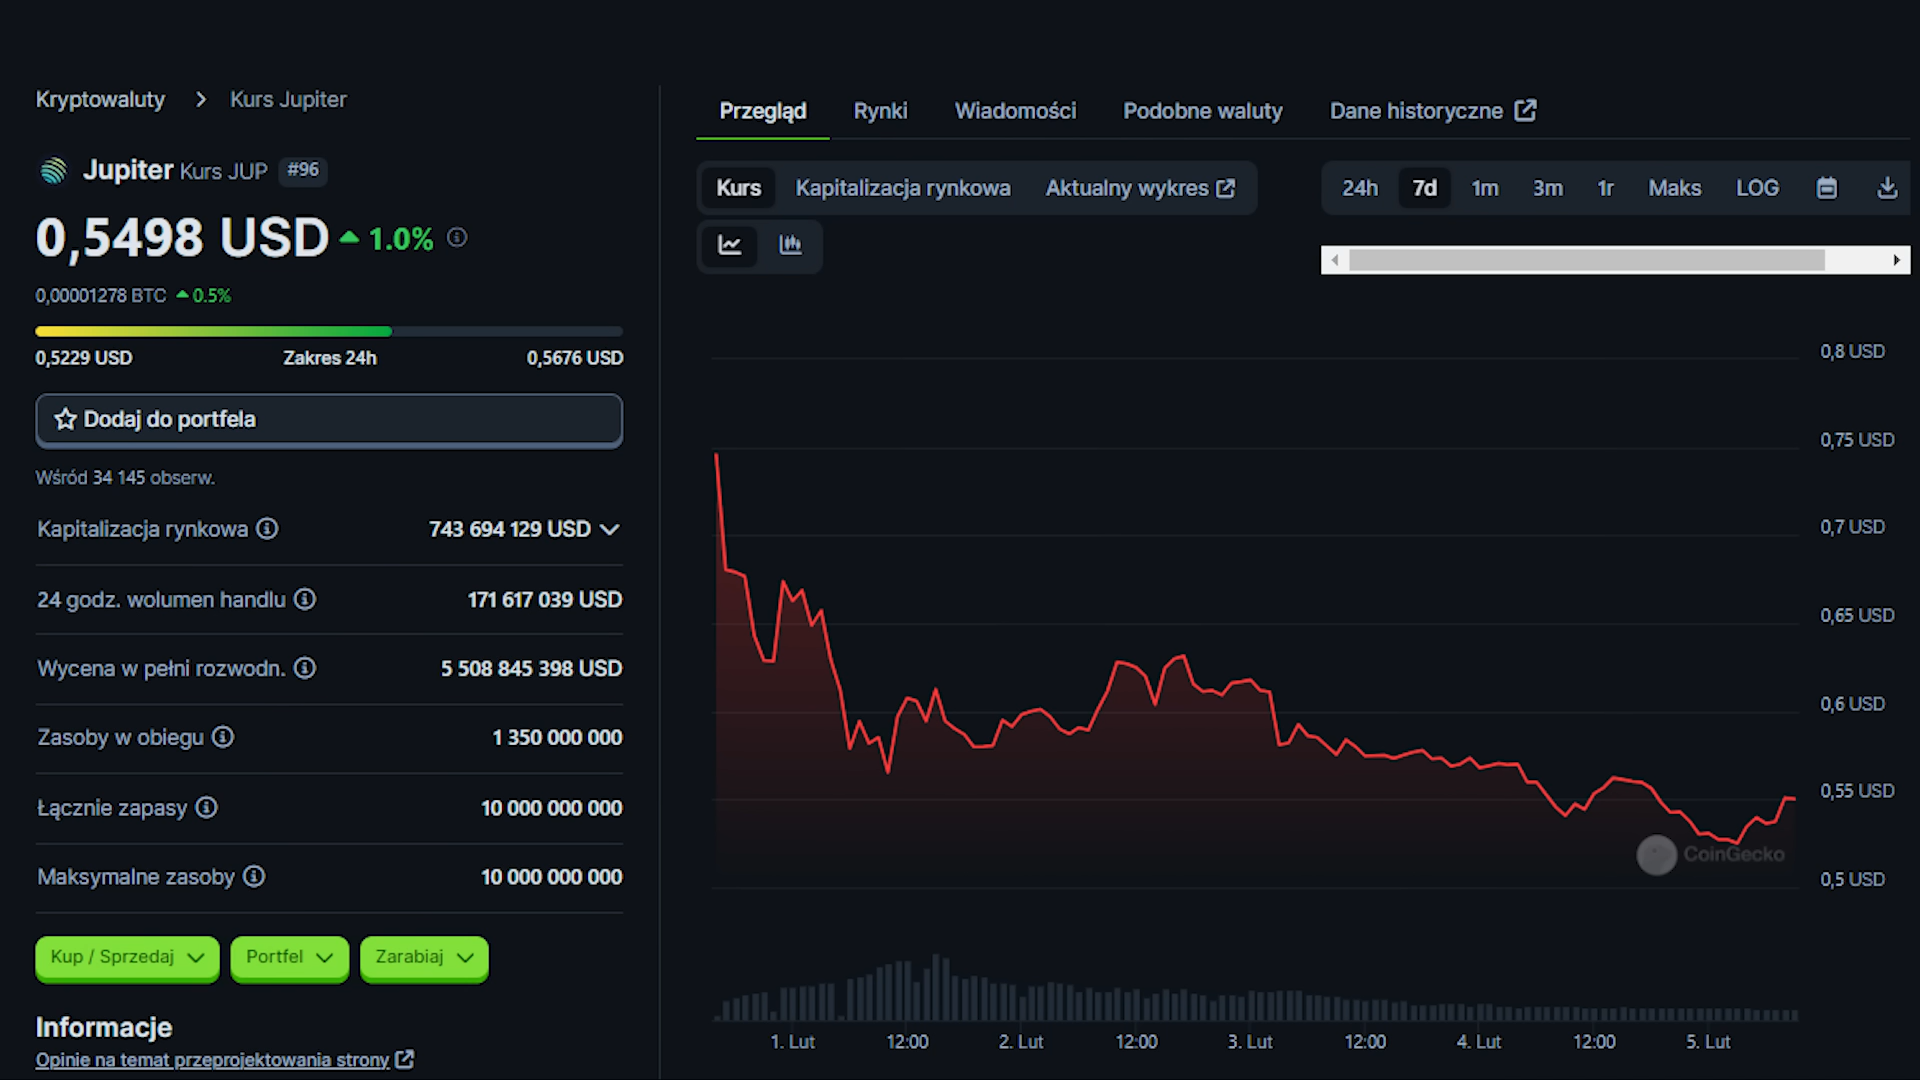 Kryptowaluty > Kurs Jupiter
Jupiter Kurs JUP #96
0,5498 USD 1.0%
0,00001278 BTC 0.5%
0,5229 USD Zakres 24h 0,5676 USD
Dodaj do portfela
Wśród 34 145 obserw.
Kapitalizacja rynkowa 743 694 129 USD
24 godz. wolumen handlu 171 617 039 USD
Wycena w pełni rozwodn. 5 508 845 398 USD
Zasoby w obiegu 1 350 000 000
Łącznie zapasy 10 000 000 000
Maksymalne zasoby 10 000 000 000
Kup / Sprzedaj Portfel Zarabiaj
Informacje
Opinie na temat przeprojektowania strony
Przegląd Rynki Wiadomości Podobne waluty Dane historyczne
Kurs Kapitalizacja rynkowa Aktualny wykres
24h 7d 1m 3m 1r Maks LOG
0,8 USD
0,75 USD
0,7 USD
0,65 USD
0,6 USD
0,55 USD
CoinGecko
0,5 USD
1. Lut 12:00 2. Lut 12:00 3. Lut 12:00 4. Lut 12:00 5. Lut